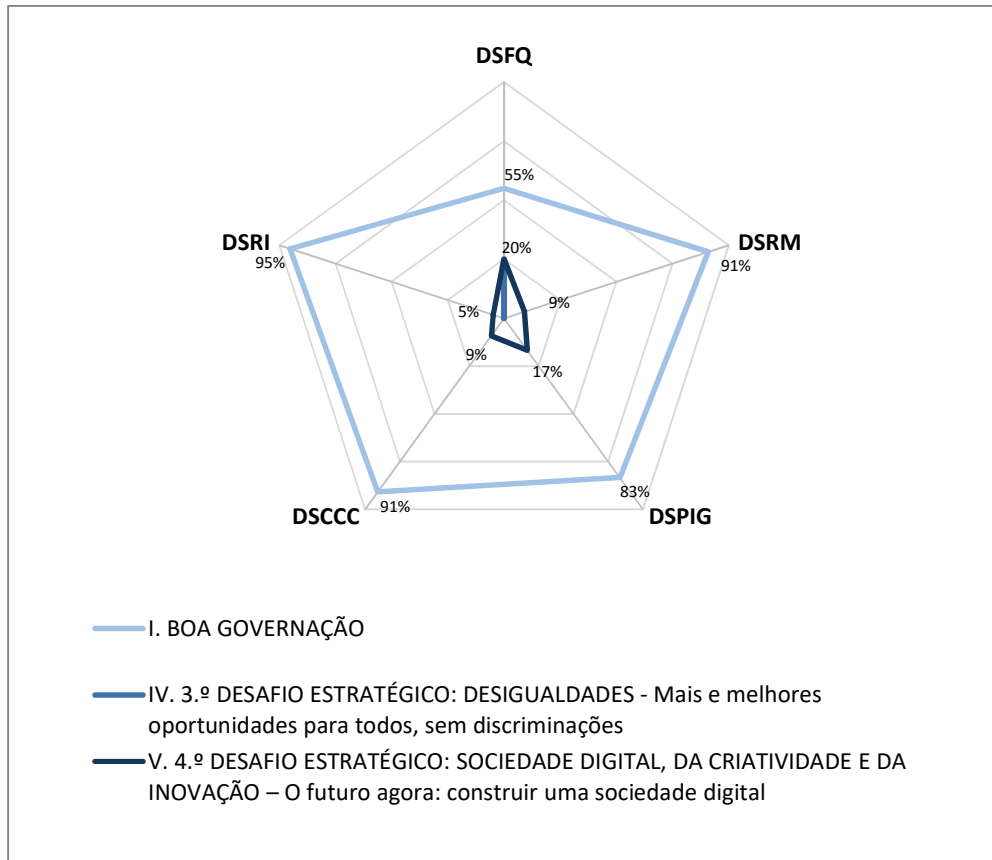 DSFQ
55%
20%
DSRI
DSRM
95%
91%
5%
9%
9%
17%
83%
DSCCC
91%
DSPIG
I. BOA GOVERNAÇÃO
IV. 3.º DESAFIO ESTRATÉGICO: DESIGUALDADES - Mais e melhores
oportunidades para todos, sem discriminações
V. 4.º DESAFIO ESTRATÉGICO: SOCIEDADE DIGITAL, DA CRIATIVIDADE E DA
INOVAÇÃO – O futuro agora: construir uma sociedade digital